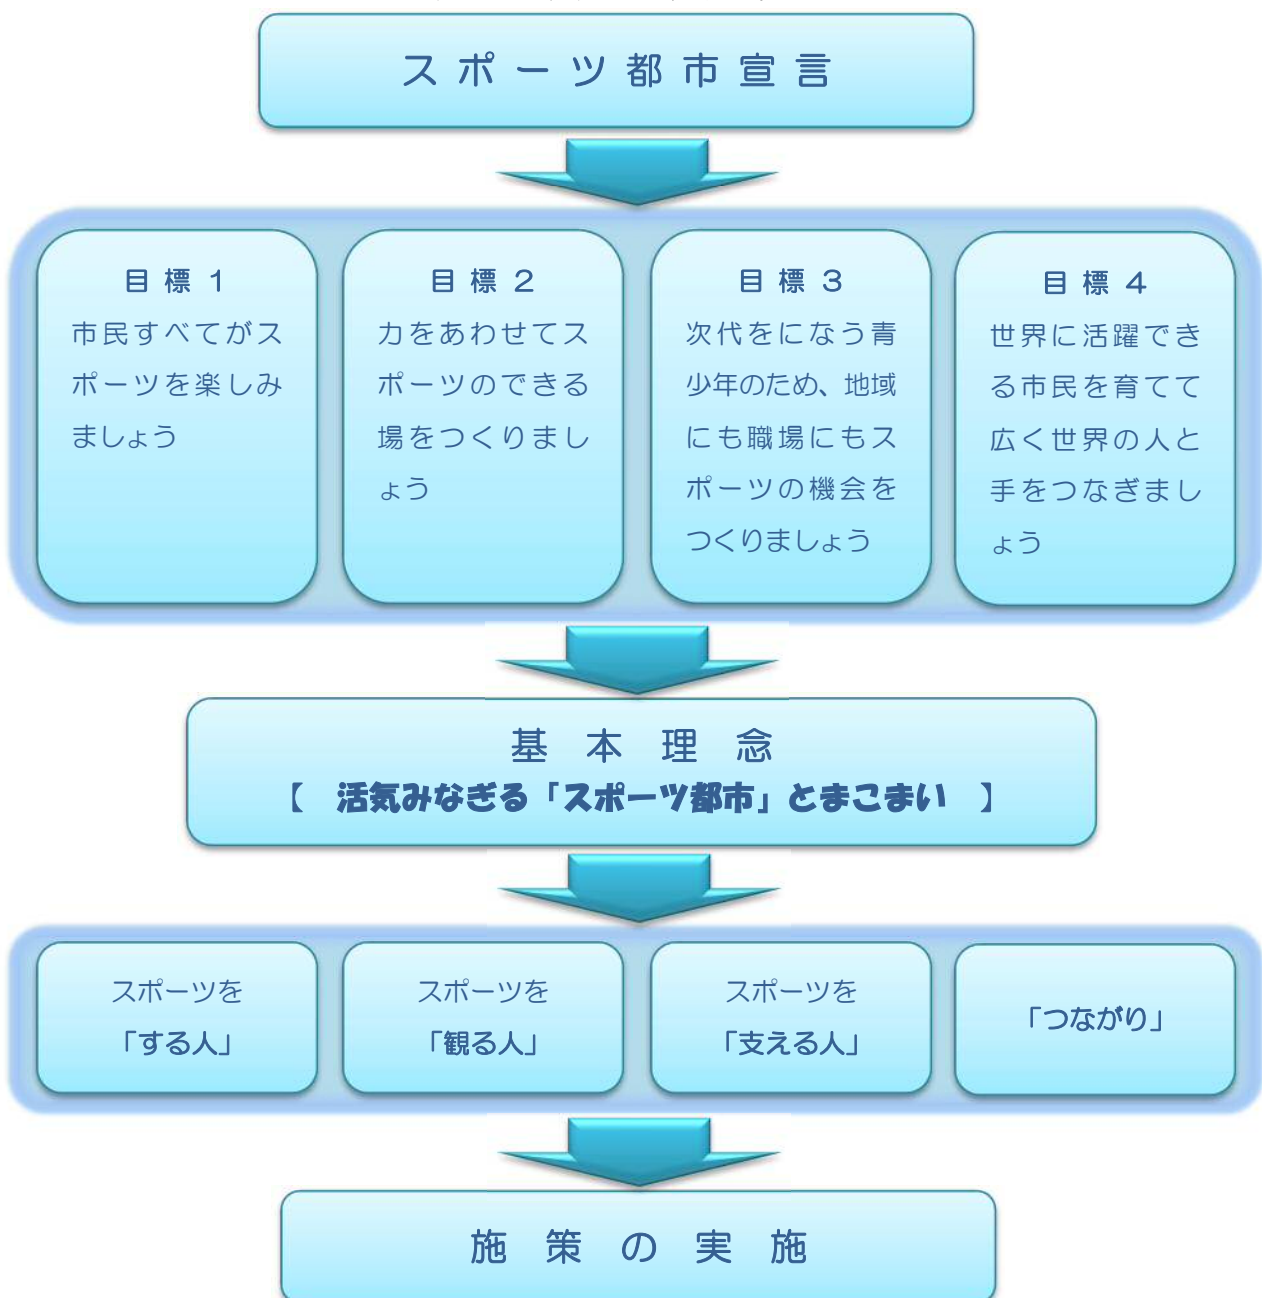 スポーツ都市宣言
目標1
市民すべてがス
ポーツを楽しみ
ましょう
目標2
力をあわせてス
ポーツのできる
場をつくりまし
ょう
目標3
次代をになう青
少年のため、地域
にも職場にもス
ポーツの機会を
つくりましょう
目標4
世界に活躍でき
る市民を育てて
広く世界の人と
手をつなぎまし
ょう
基本理念
【 活気みなぎる「スポーツ都市」とまこまい 】
スポーツを
「する人」
スポーツを
「観る人」
スポーツを
「支える人」
「つながり」
施策の実施